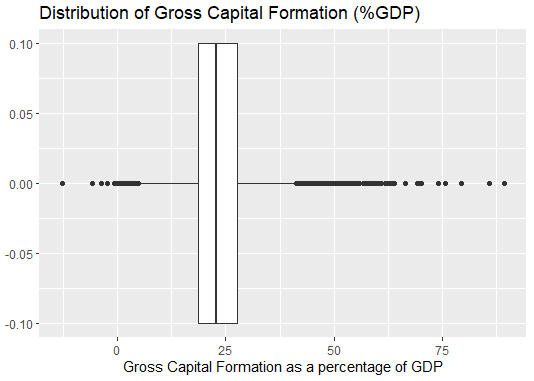 Distribution of Gross Capital Formation (%GDP)
0.10
0.05
0.00
-0.05
-0.10
0 25 50 75
Gross Capital Formation as a percentage of GDP